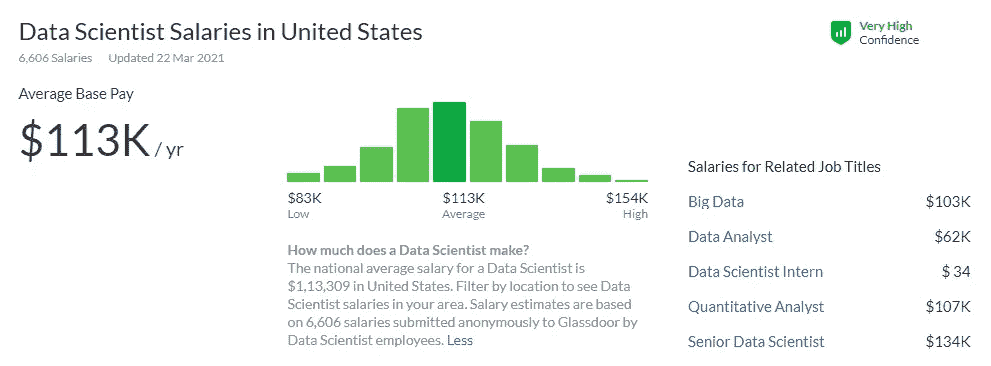 Data Scientist Salaries in United States
6,606 Salaries Updated 22 Mar 2021
Very High
Confidence
Average Base Pay
$113K / yr
$83K $113K $154K
Low Average High
How much does a Data Scientist make?
The national average salary for a Data Scientist is
$1,13,309 in United States. Filter by location to see Data
Scientist salaries in your area. Salary estimates are based
on 6,606 salaries submitted anonymously to Glassdoor by
Data Scientist employees. Less
Salaries for Related Job Titles
Big Data $103K
Data Analyst $62K
Data Scientist Intern $ 34
Quantitative Analyst $107K
Senior Data Scientist $134K